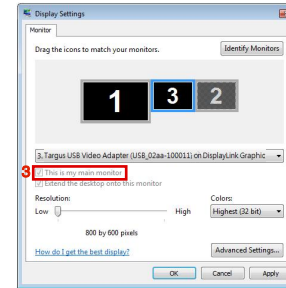 Display Settings
Monitor
Drag the icons to match your monitors.
Identify Monitors
1 3 2
3. Targus USB Video Adapter (USB_02aa-100011) on DisplayLink Graphic
3 This is my main monitor
Extend the desktop onto this monitor
Resolution:
Colors:
Low High
Highest (32 bit)
800 by 600 pixels
How do I get the best display?
Advanced Settings...
OK Cancel Apply